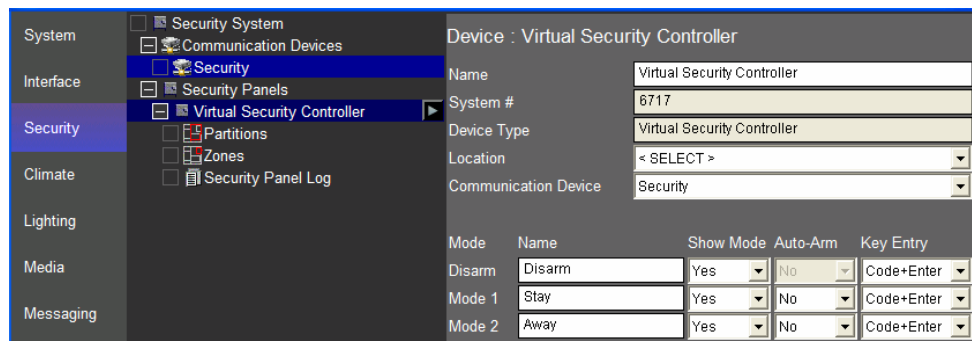 System
Interface
Security
Climate
Lighting
Media
Messaging
Security System
Communication Devices
Security
Security Panels
Virtual Security Controller
Partitions
Zones
Security Panel Log
Device : Virtual Security Controller
Name Virtual Security Controller
System # 6717
Device Type Virtual Security Controller
Location < SELECT >
Communication Device Security
Mode Name Show Mode Auto-Arm Key Entry
Disarm Disarm Yes No Code+Enter
Mode 1 Stay Yes No Code+Enter
Mode 2 Away Yes No Code+Enter